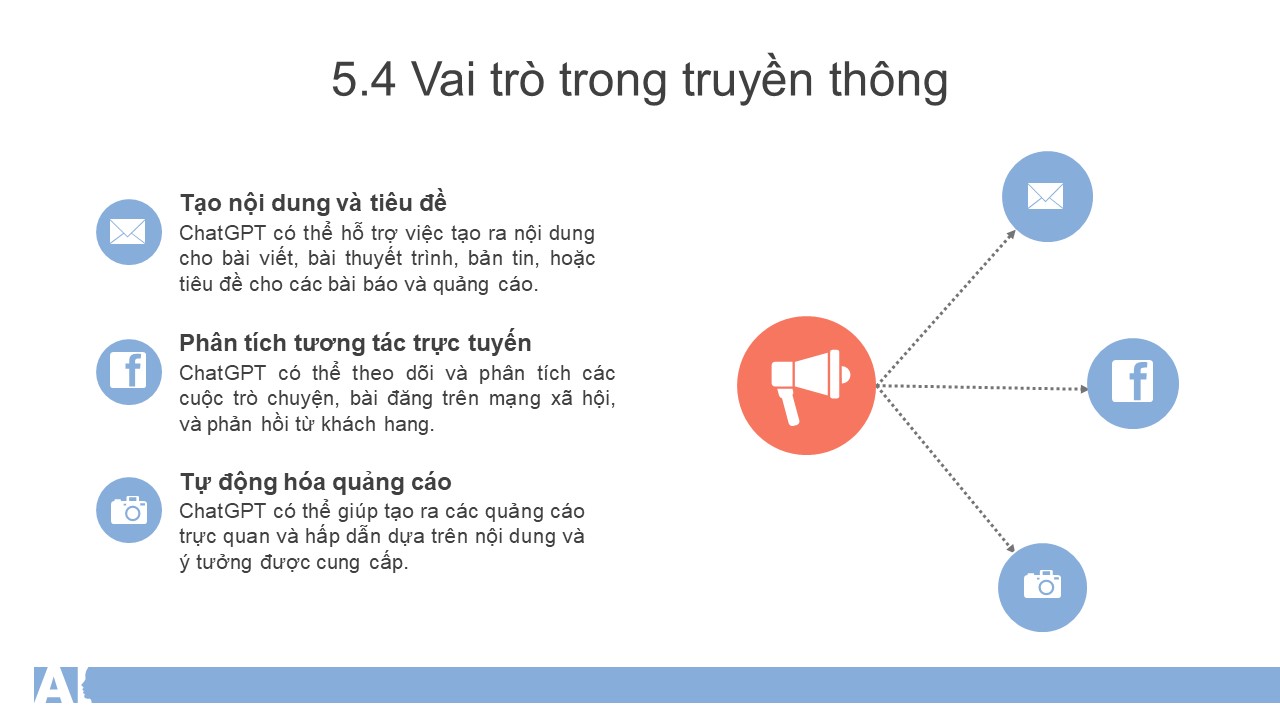 5.4 Vai trò trong truyền thông
Tạo nội dung và tiêu đề
ChatGPT có thể hỗ trợ việc tạo ra nội dung
cho bài viết, bài thuyết trình, bản tin, hoặc
tiêu đề cho các bài báo và quảng cáo.
Phân tích tương tác trực tuyến
ChatGPT có thể theo dõi và phân tích các
cuộc trò chuyện, bài đăng trên mạng xã hội,
và phản hồi từ khách hang.
Tự động hóa quảng cáo
ChatGPT có thể giúp tạo ra các quảng cáo
trực quan và hấp dẫn dựa trên nội dung và
ý tưởng được cung cấp.
AI